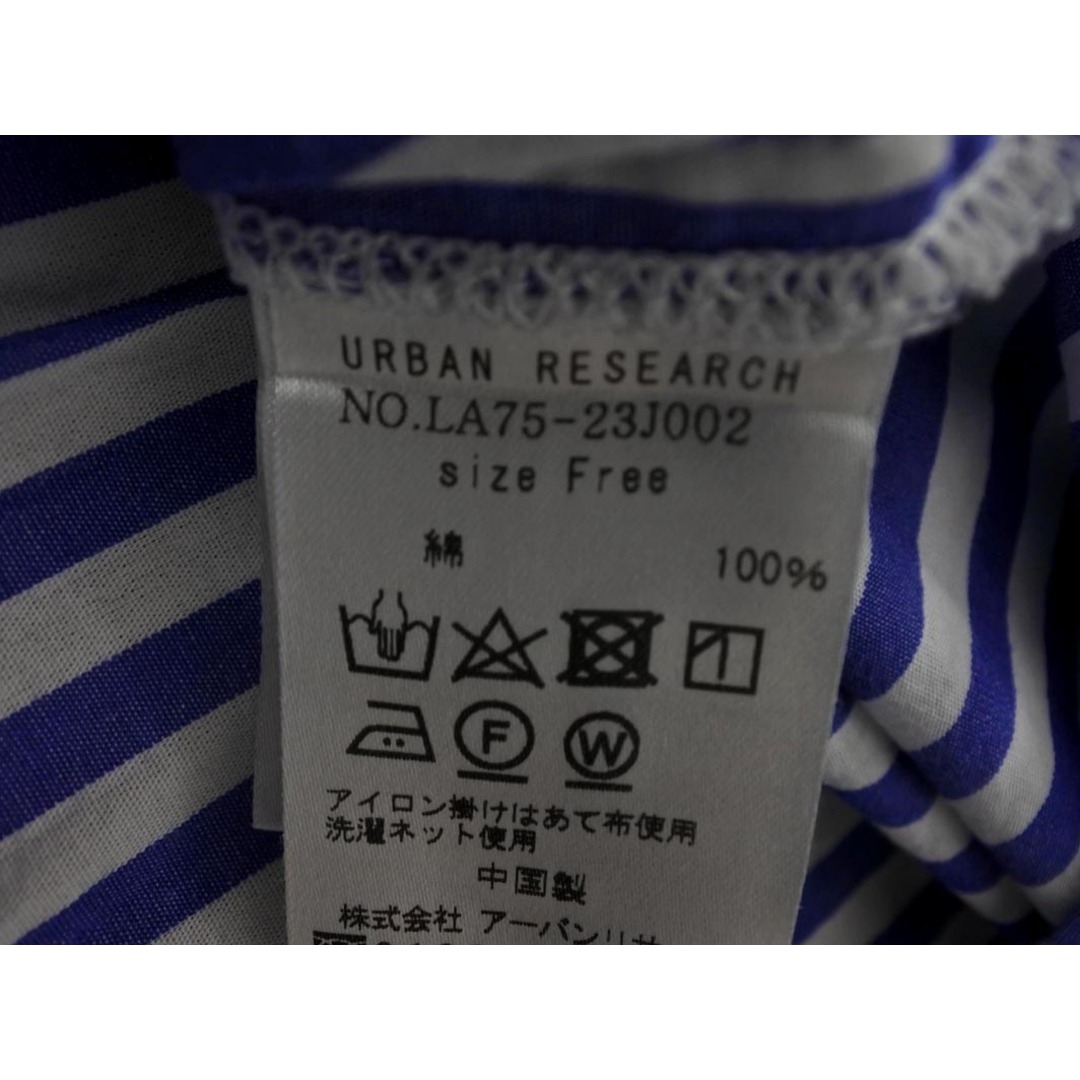 URBAN RESEARCH
NO.LA75-23J002
size Free
綿 100%
F W
アイロン掛けはあて布使用
洗濯ネット使用
中国製
株式会社 アーバンリサ